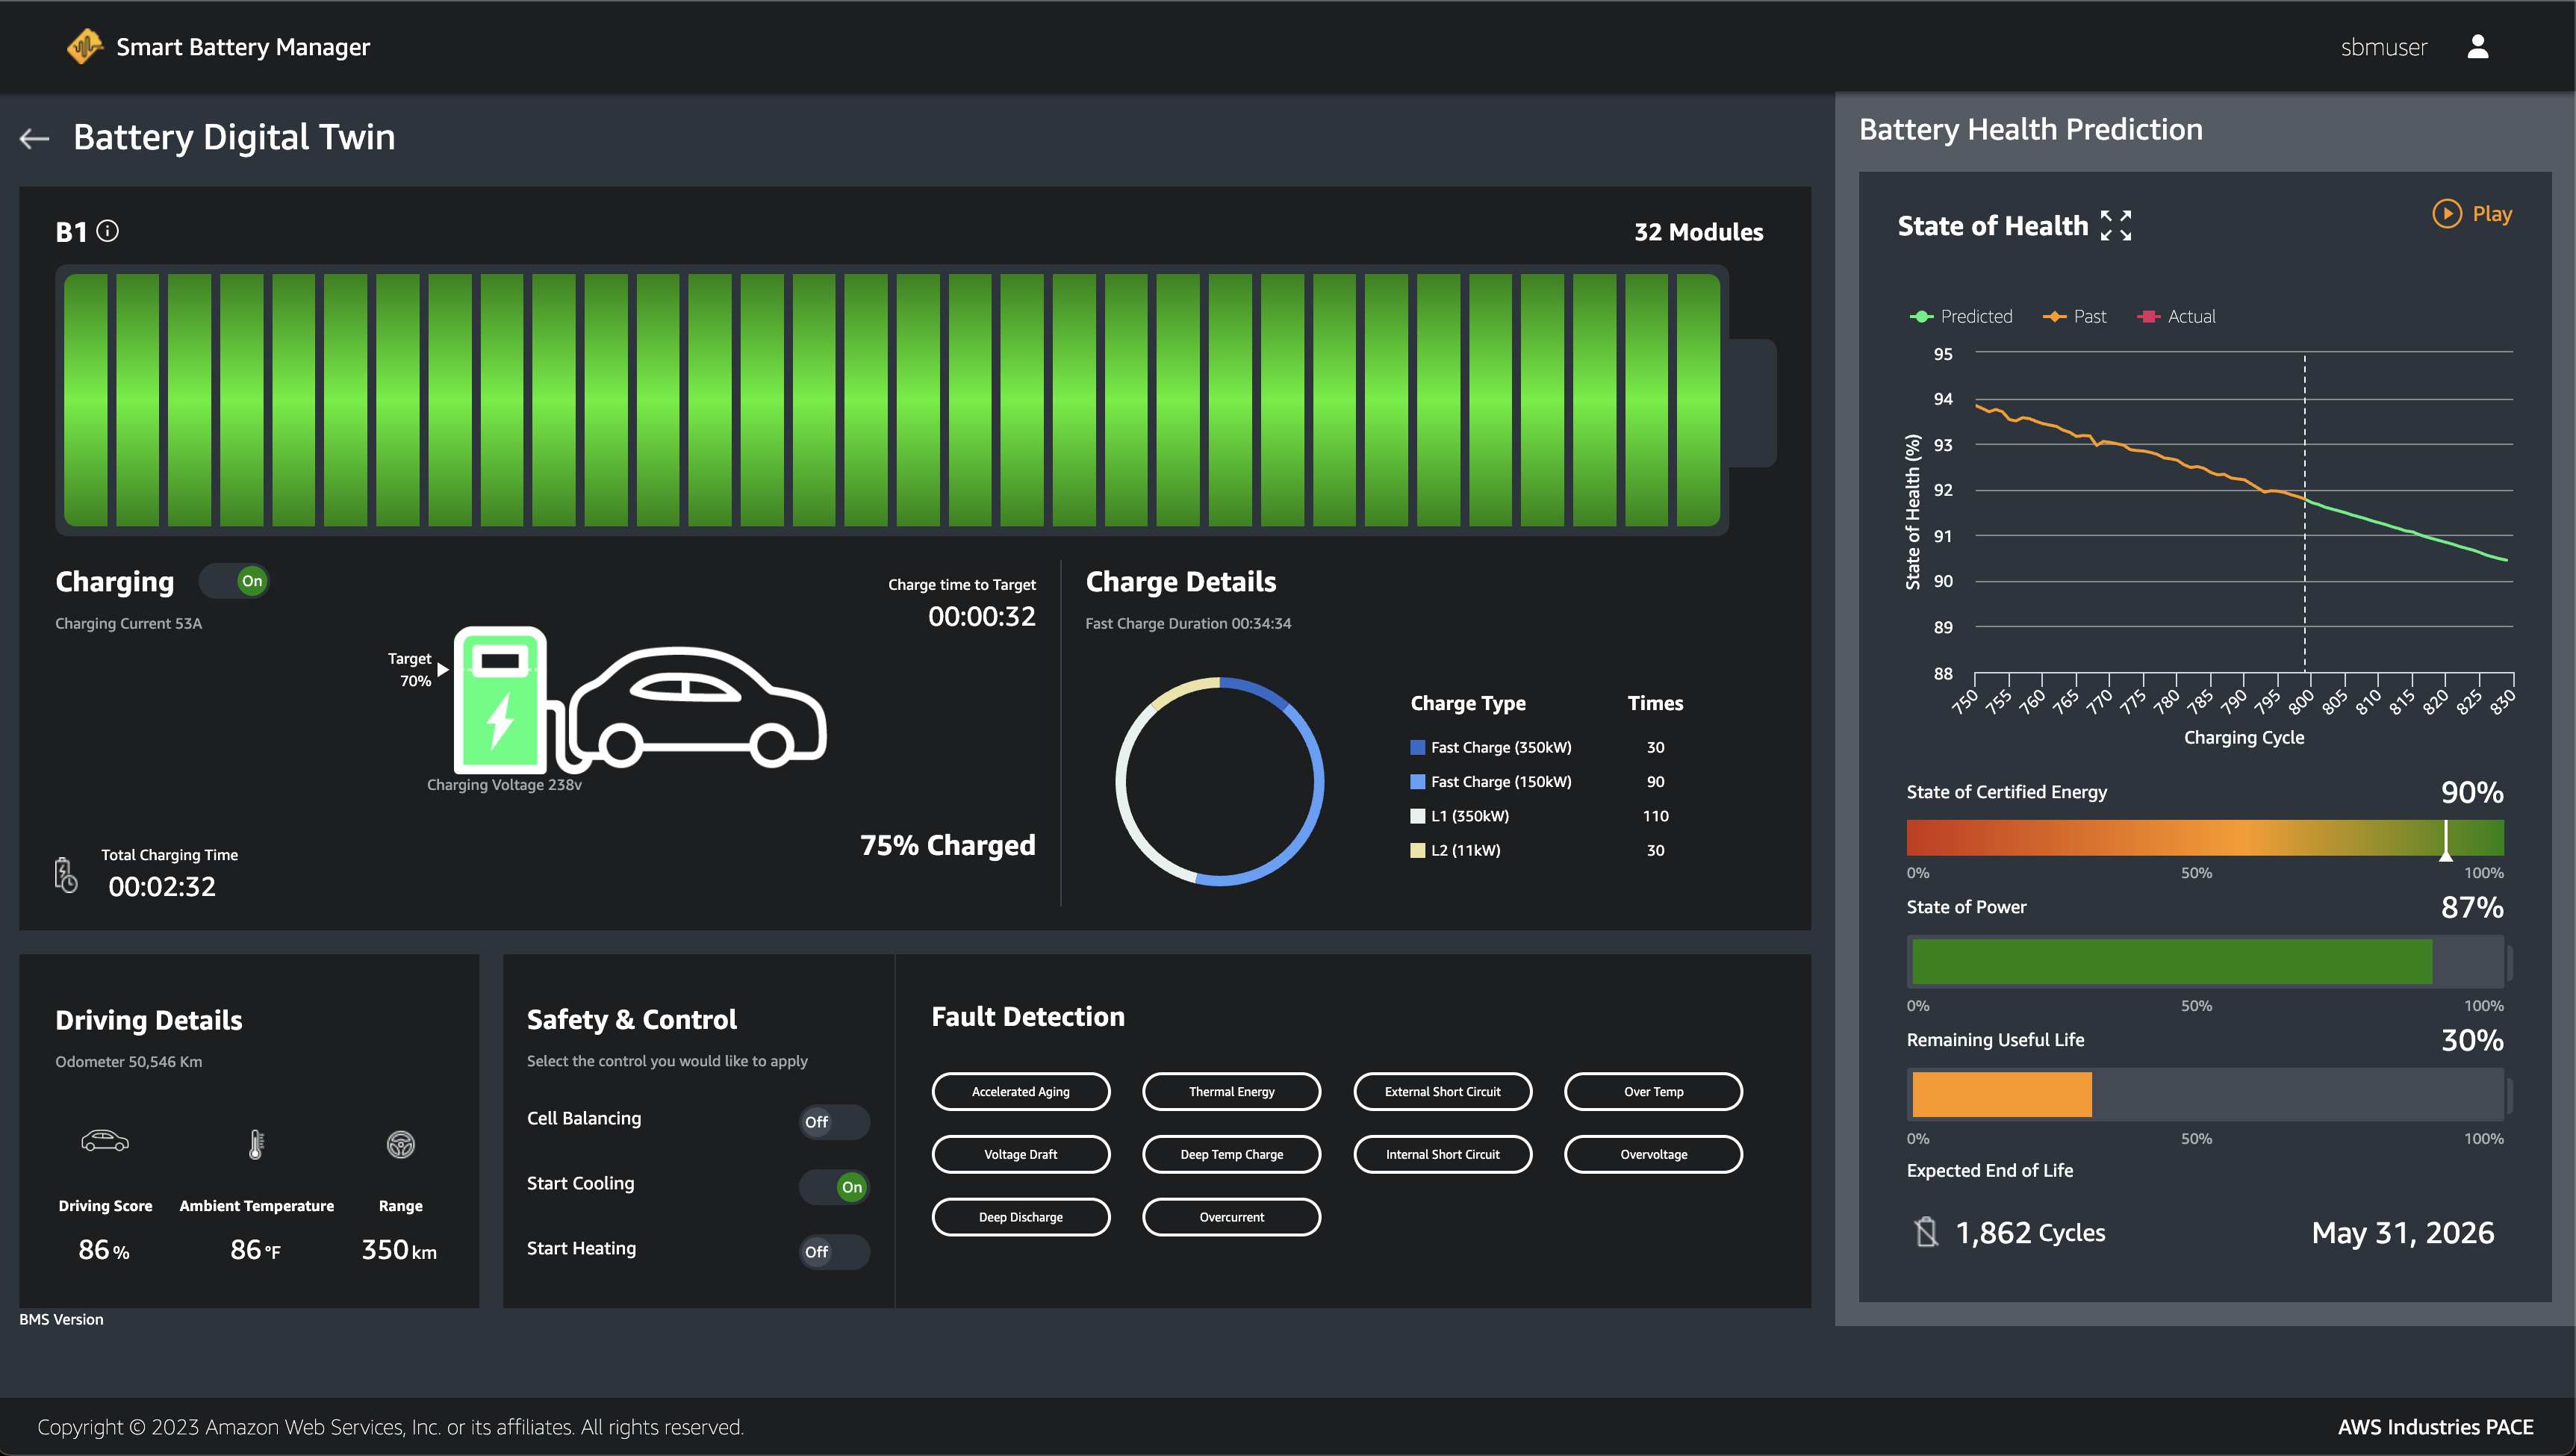 Smart Battery Manager
sbmuser
Battery Digital Twin
B1
32 Modules
Charging
On
Charging Current 53A
Charge time to Target
00:00:32
Target
70%
Charging Voltage 238v
75% Charged
Total Charging Time
00:02:32
Charge Details
Fast Charge Duration 00:34:34
Charge Type Times
Fast Charge (350kW) 30
Fast Charge (150kW) 90
L1 (350kW) 110
L2 (11kW) 30
Driving Details
Odometer 50,546 Km
Driving Score Ambient Temperature Range
86 % 86 °F 350 km
Safety & Control
Select the control you would like to apply
Cell Balancing Off
Start Cooling On
Start Heating Off
Fault Detection
Accelerated Aging Thermal Energy External Short Circuit Over Temp
Voltage Draft Deep Temp Charge Internal Short Circuit Overvoltage
Deep Discharge Overcurrent
BMS Version
Battery Health Prediction
State of Health
Play
Predicted Past Actual
State of Health (%)
95
94
93
92
91
90
89
88
750 755 760 765 770 775 780 785 790 795 800 805 810 815 820 825 830
Charging Cycle
State of Certified Energy 90%
0% 50% 100%
State of Power 87%
0% 50% 100%
Remaining Useful Life 30%
0% 50% 100%
Expected End of Life
1,862 Cycles May 31, 2026
Copyright © 2023 Amazon Web Services, Inc. or its affiliates. All rights reserved.
AWS Industries PACE